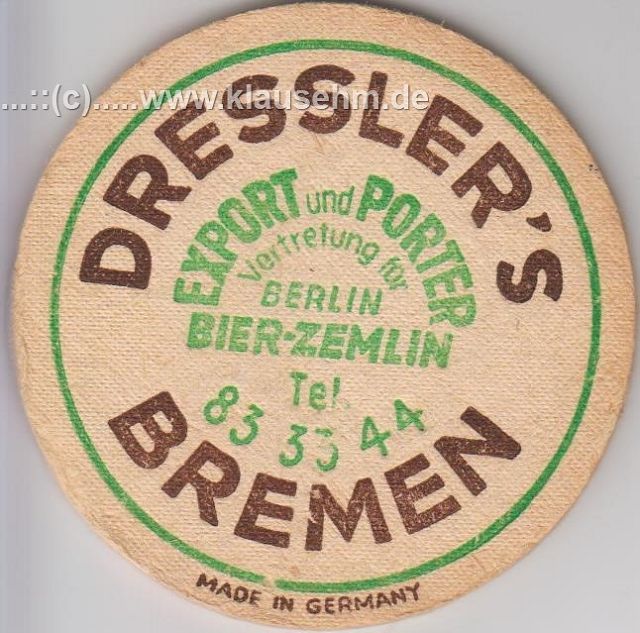 ...::(c).....www.klausehm.de
DRESSLER'S
EXPORT und PORTER
Vertretung für
BERLIN
BIER-ZEMLIN
Tel.
83 33 44
BREMEN
MADE IN GERMANY